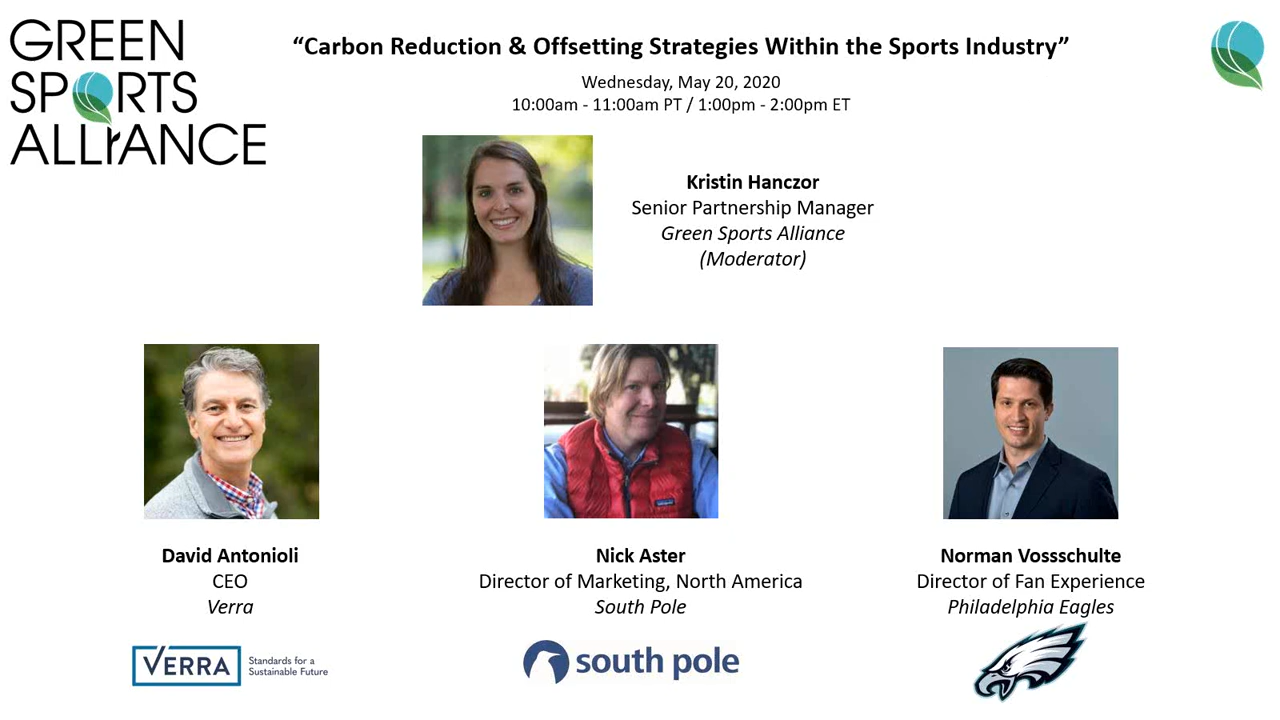 GREEN
SPORTS
ALLIANCE
“Carbon Reduction & Offsetting Strategies Within the Sports Industry”
Wednesday, May 20, 2020
10:00am - 11:00am PT / 1:00pm - 2:00pm ET
Kristin Hanczor
Senior Partnership Manager
Green Sports Alliance
(Moderator)
David Antonioli
CEO
Verra
VERRA
Standards for a
Sustainable Future
Nick Aster
Director of Marketing, North America
South Pole
south pole
Norman Vossschulte
Director of Fan Experience
Philadelphia Eagles